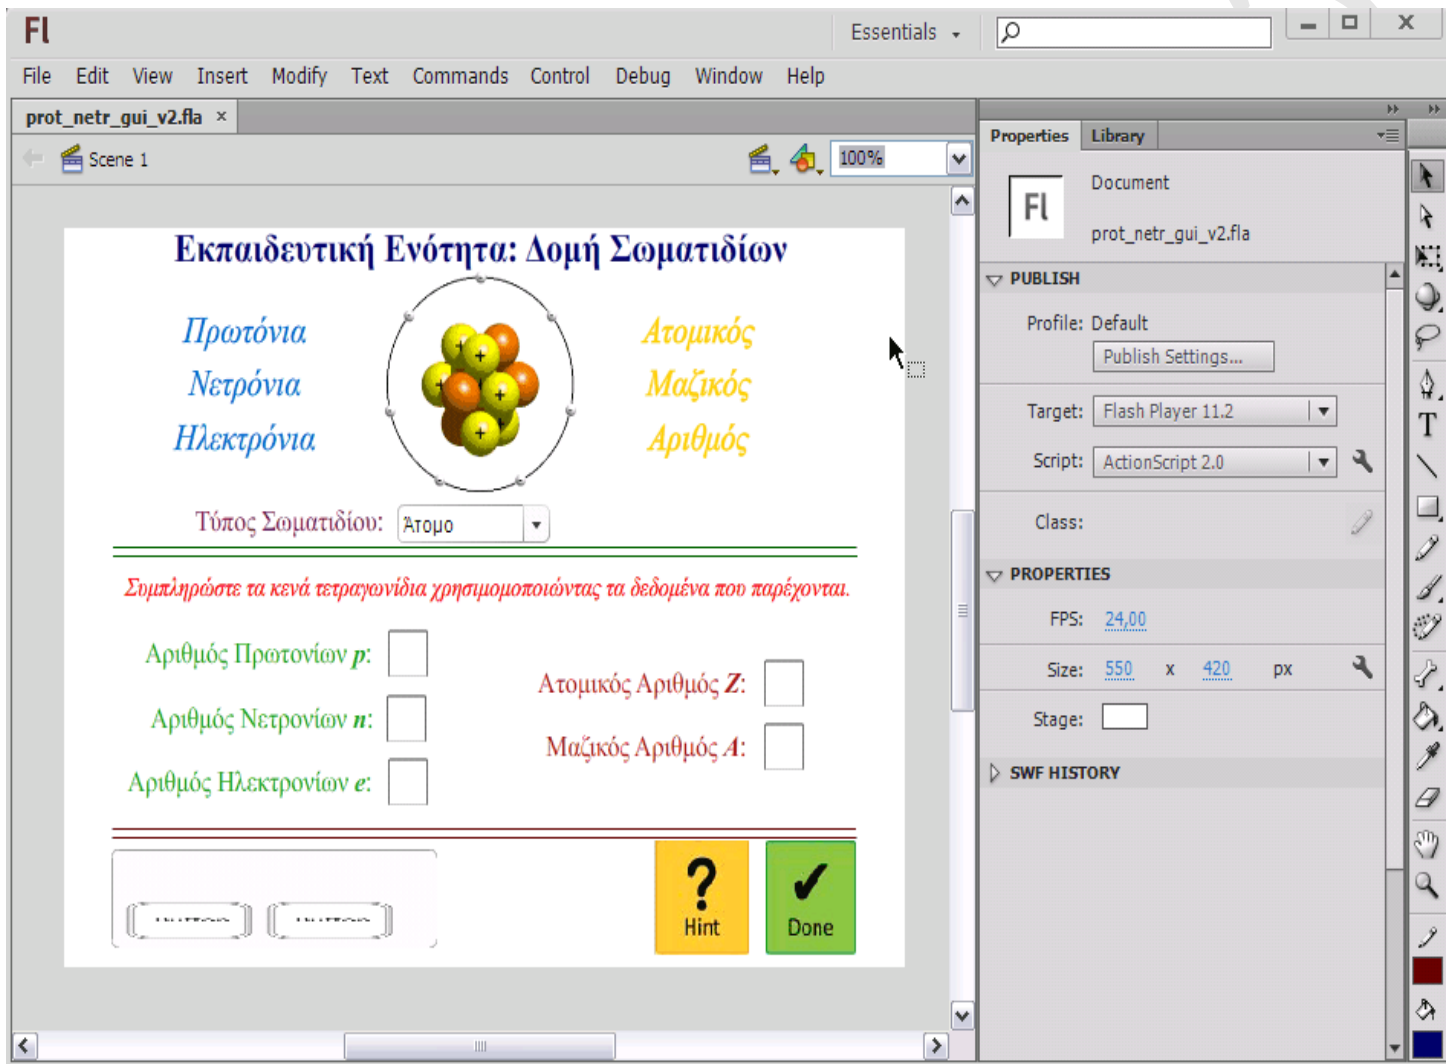 Fl
Essentials
File Edit View Insert Modify Text Commands Control Debug Window Help
prot_netr_gui_v2.fla ×
Scene 1
100%
Εκπαιδευτική Ενότητα: Δομή Σωματιδίων
Πρωτόνια
Νετρόνια
Ηλεκτρόνια
+
+
+
+
+
Ατομικός
Μαζικός
Αριθμός
Τύπος Σωματιδίου: Άτομο
Συμπληρώστε τα κενά τετραγωνίδια χρησιμομοποιώντας τα δεδομένα που παρέχονται.
Αριθμός Πρωτονίων p:
Αριθμός Νετρονίων n:
Αριθμός Ηλεκτρονίων e:
Ατομικός Αριθμός Z:
Μαζικός Αριθμός A:
?
Hint
✓
Done
Properties Library
Fl
Document
prot_netr_gui_v2.fla
PUBLISH
Profile: Default
Publish Settings...
Target: Flash Player 11.2
Script: ActionScript 2.0
Class:
PROPERTIES
FPS: 24,00
Size: 550 x 420 px
Stage:
SWF HISTORY
T